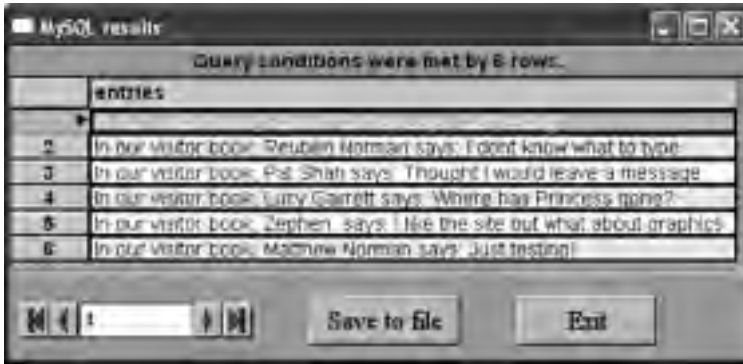 MySQL results
Query conditions were met by 6 rows.
entries
2 In our visitor book, Reuben Norman says: I dont know what to type
3 In our visitor book, Pat Shah says: Thought I would leave a message
4 In our visitor book, Lucy Garrett says: Where has Princess gone?
5 In our visitor book, Zephen says: I like the site but what about graphics
6 In our visitor book, Matthew Norman says: Just testing!
1
Save to file
Exit